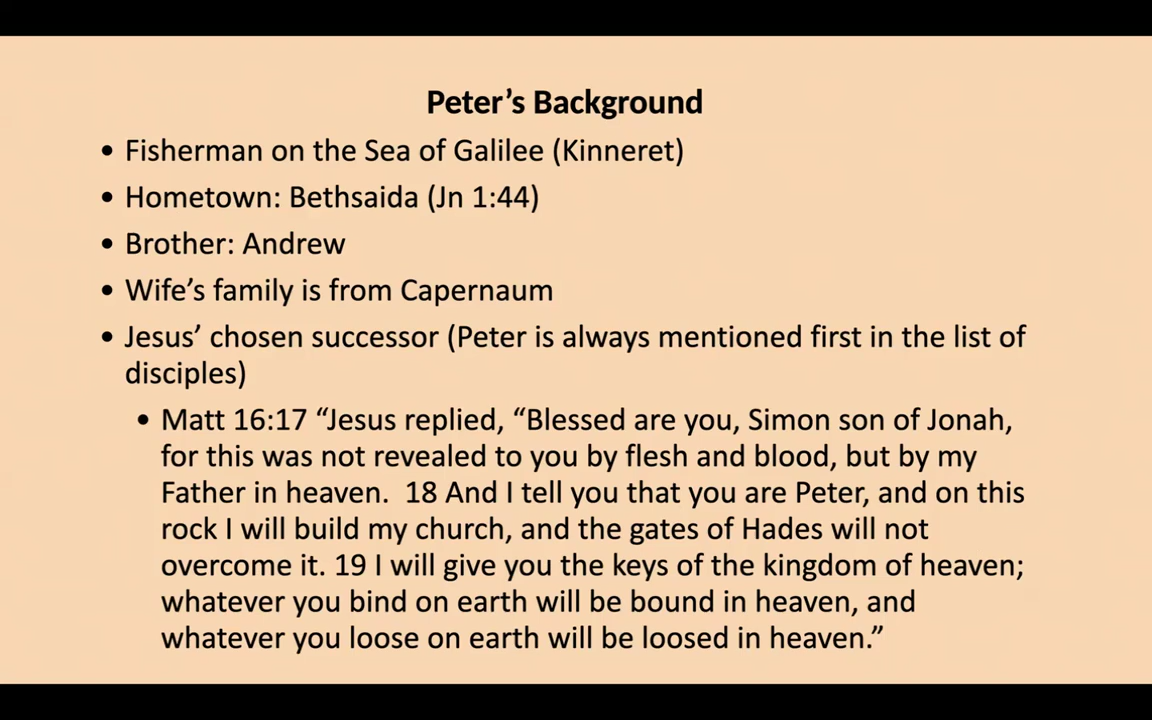 Peter’s Background
• Fisherman on the Sea of Galilee (Kinneret)
• Hometown: Bethsaida (Jn 1:44)
• Brother: Andrew
• Wife’s family is from Capernaum
• Jesus’ chosen successor (Peter is always mentioned first in the list of
disciples)
• Matt 16:17 “Jesus replied, “Blessed are you, Simon son of Jonah,
for this was not revealed to you by flesh and blood, but by my
Father in heaven.  18 And I tell you that you are Peter, and on this
rock I will build my church, and the gates of Hades will not
overcome it. 19 I will give you the keys of the kingdom of heaven;
whatever you bind on earth will be bound in heaven, and
whatever you loose on earth will be loosed in heaven.”